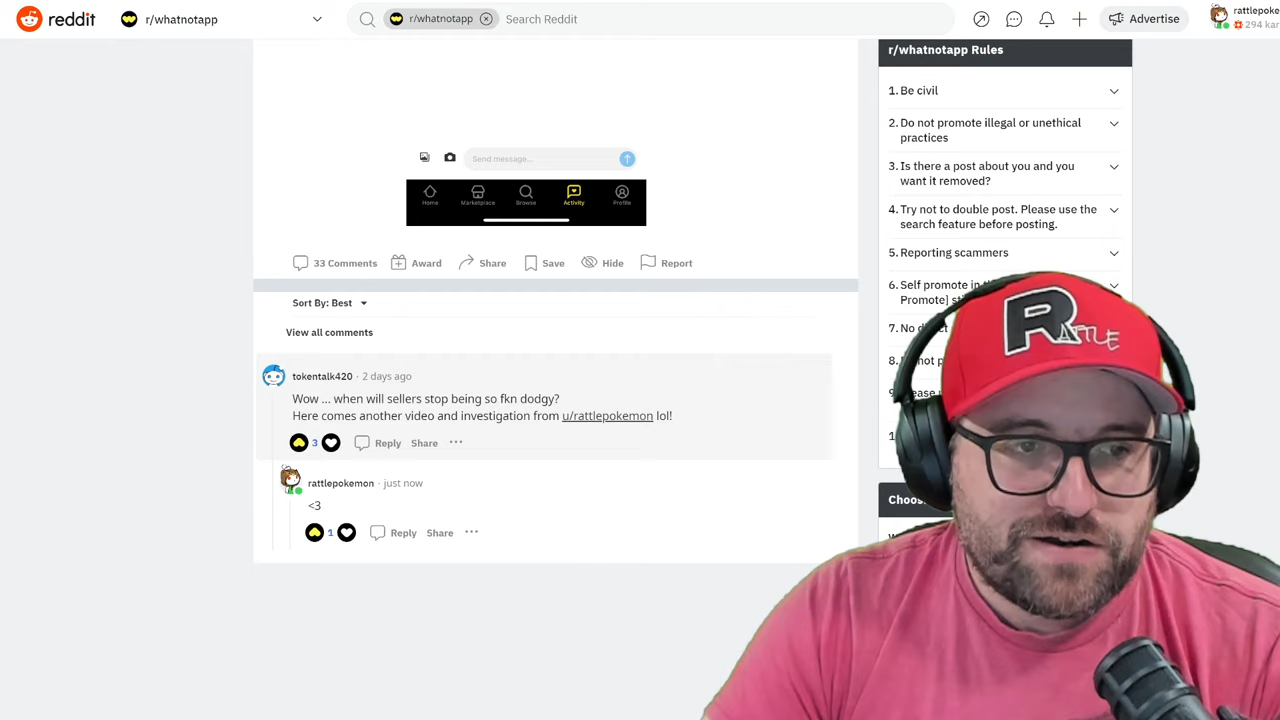 reddit
r/whatnotapp
r/whatnotapp
Search Reddit
Advertise
rattlepoke
294 kar
r/whatnotapp Rules
1. Be civil
2. Do not promote illegal or unethical
practices
3. Is there a post about you and you
want it removed?
4. Try not to double post. Please use the
search feature before posting.
5. Reporting scammers
6. Self promote in
Promote]
7. No
8.
Send message...
Home
Marketplace
Browse
Activity
Profile
33 Comments
Award
Share
Save
Hide
Report
Sort By: Best
View all comments
tokentalk420 · 2 days ago
Wow ... when will sellers stop being so fkn dodgy?
Here comes another video and investigation from u/rattlepokemon lol!
3
Reply
Share
rattlepokemon · just now
<3
1
Reply
Share
RATTLE